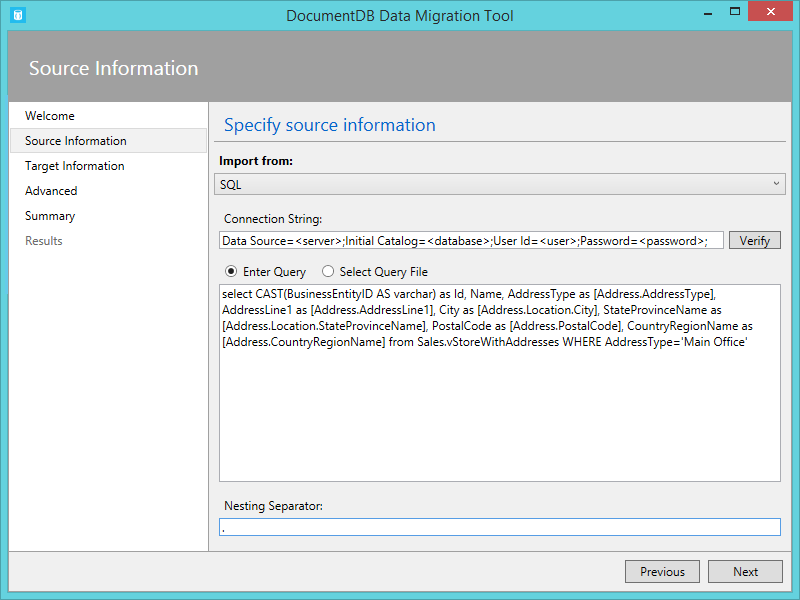 DocumentDB Data Migration Tool
Source Information
Welcome
Source Information
Target Information
Advanced
Summary
Results
Specify source information
Import from:
SQL
Connection String:
Data Source=<server>;Initial Catalog=<database>;User Id=<user>;Password=<password>;
Verify
Enter Query
Select Query File
select CAST(BusinessEntityID AS varchar) as Id, Name, AddressType as [Address.AddressType],
AddressLine1 as [Address.AddressLine1], City as [Address.Location.City], StateProvinceName as
[Address.Location.StateProvinceName], PostalCode as [Address.PostalCode], CountryRegionName as
[Address.CountryRegionName] from Sales.vStoreWithAddresses WHERE AddressType='Main Office'
Nesting Separator:
.
Previous
Next